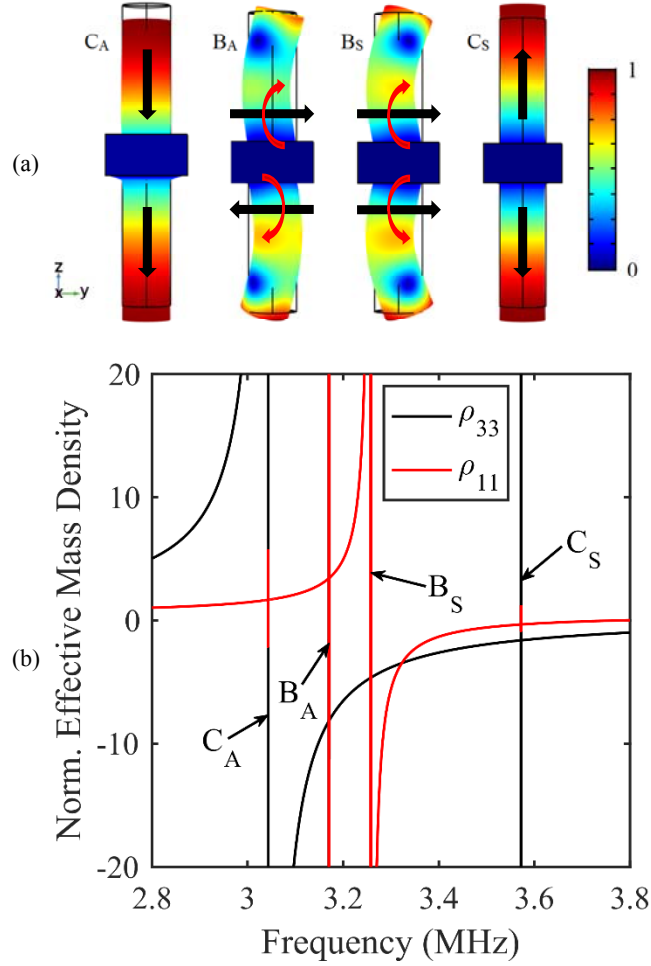 C_A B_A B_S C_S
1
0
(a)
z
x y
(b)
Norm. Effective Mass Density
20
10
0
-10
-20
ρ_33
ρ_11
C_S
B_S
B_A
C_A
2.8 3 3.2 3.4 3.6 3.8
Frequency (MHz)